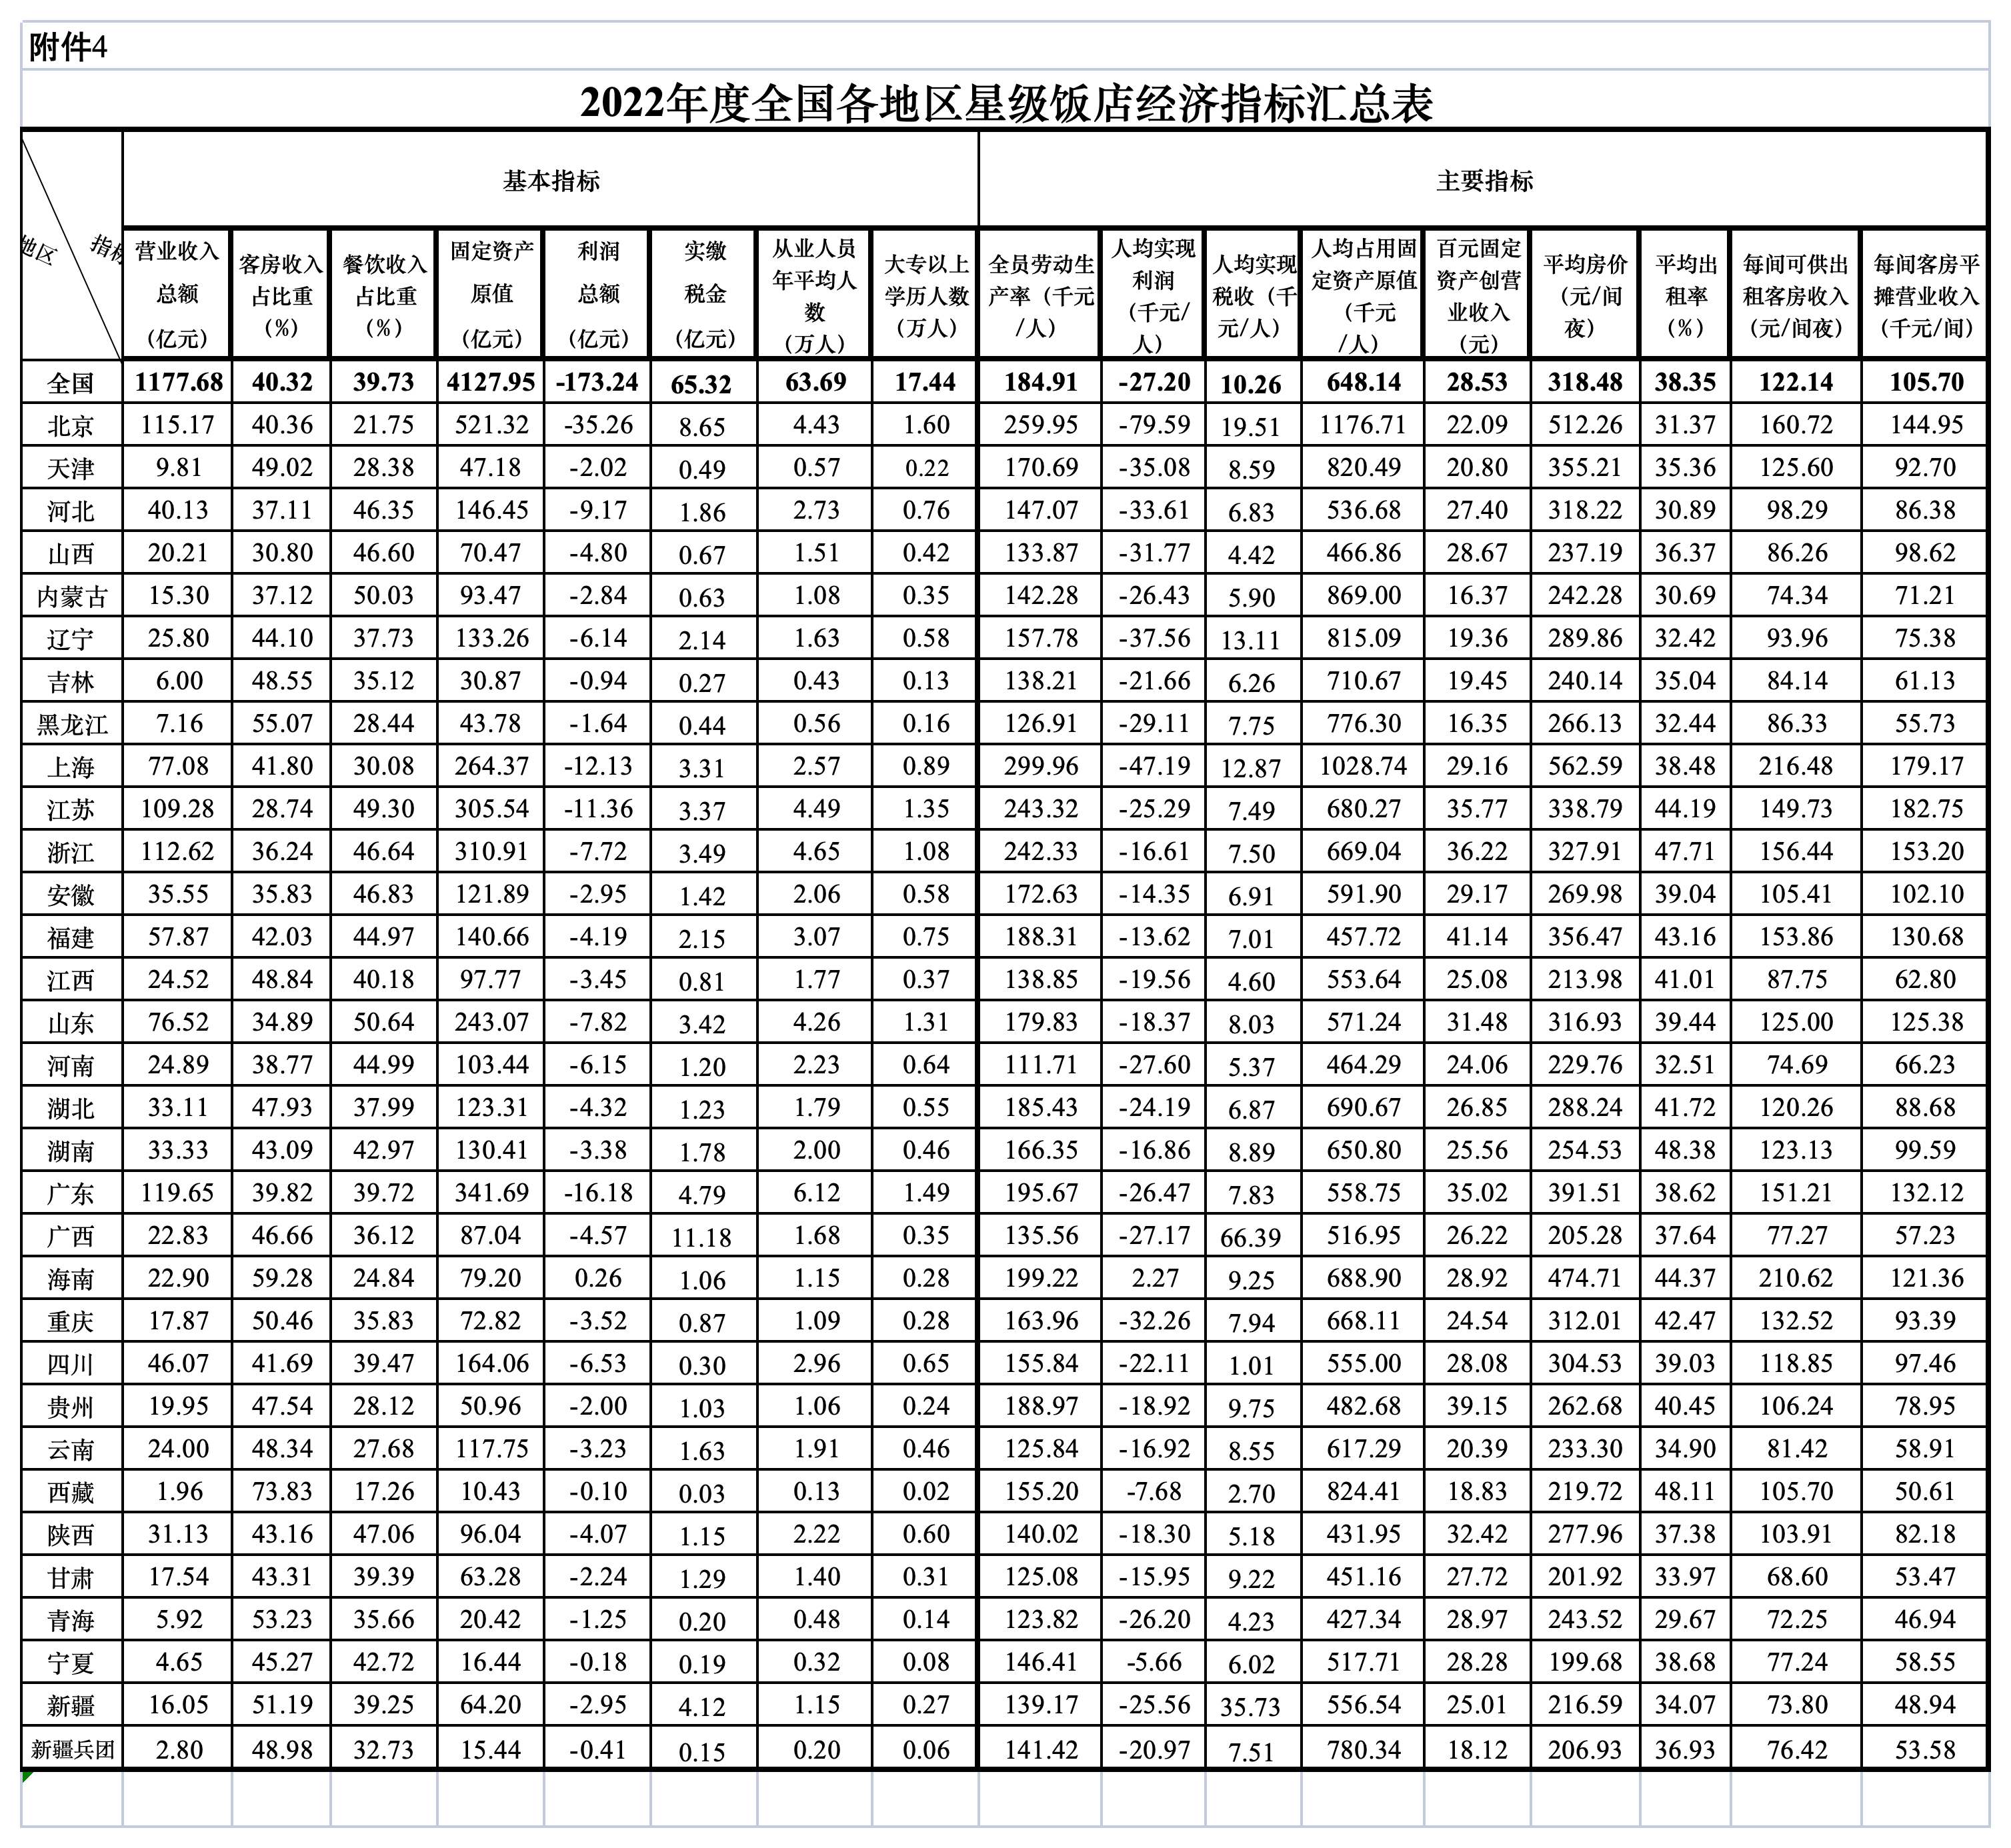 附件4
2022年度全国各地区星级饭店经济指标汇总表
地区 指标 基本指标 主要指标
营业收入总额(亿元) 客房收入占比重(%) 餐饮收入占比重(%) 固定资产原值(亿元) 利润总额(亿元) 实缴税金(亿元) 从业人员年平均人数(万人) 大专以上学历人数(万人) 全员劳动生产率（千元/人） 人均实现利润（千元/人） 人均实现税收（千元/人） 人均占用固定资产原值（千元/人） 百元固定资产创营业收入(元) 平均房价（元/间夜） 平均出租率(%) 每间可供出租客房收入(元/间夜) 每间客房平摊营业收入(千元/间)
全国 1177.68 40.32 39.73 4127.95 -173.24 65.32 63.69 17.44 184.91 -27.20 10.26 648.14 28.53 318.48 38.35 122.14 105.70
北京 115.17 40.36 21.75 521.32 -35.26 8.65 4.43 1.60 259.95 -79.59 19.51 1176.71 22.09 512.26 31.37 160.72 144.95
天津 9.81 49.02 28.38 47.18 -2.02 0.49 0.57 0.22 170.69 -35.08 8.59 820.49 20.80 355.21 35.36 125.60 92.70
河北 40.13 37.11 46.35 146.45 -9.17 1.86 2.73 0.76 147.07 -33.61 6.83 536.68 27.40 318.22 30.89 98.29 86.38
山西 20.21 30.80 46.60 70.47 -4.80 0.67 1.51 0.42 133.87 -31.77 4.42 466.86 28.67 237.19 36.37 86.26 98.62
内蒙古 15.30 37.12 50.03 93.47 -2.84 0.63 1.08 0.35 142.28 -26.43 5.90 869.00 16.37 242.28 30.69 74.34 71.21
辽宁 25.80 44.10 37.73 133.26 -6.14 2.14 1.63 0.58 157.78 -37.56 13.11 815.09 19.36 289.86 32.42 93.96 75.38
吉林 6.00 48.55 35.12 30.87 -0.94 0.27 0.43 0.13 138.21 -21.66 6.26 710.67 19.45 240.14 35.04 84.14 61.13
黑龙江 7.16 55.07 28.44 43.78 -1.64 0.44 0.56 0.16 126.91 -29.11 7.75 776.30 16.35 266.13 32.44 86.33 55.73
上海 77.08 41.80 30.08 264.37 -12.13 3.31 2.57 0.89 299.96 -47.19 12.87 1028.74 29.16 562.59 38.48 216.48 179.17
江苏 109.28 28.74 49.30 305.54 -11.36 3.37 4.49 1.35 243.32 -25.29 7.49 680.27 35.77 338.79 44.19 149.73 182.75
浙江 112.62 36.24 46.64 310.91 -7.72 3.49 4.65 1.08 242.33 -16.61 7.50 669.04 36.22 327.91 47.71 156.44 153.20
安徽 35.55 35.83 46.83 121.89 -2.95 1.42 2.06 0.58 172.63 -14.35 6.91 591.90 29.17 269.98 39.04 105.41 102.10
福建 57.87 42.03 44.97 140.66 -4.19 2.15 3.07 0.75 188.31 -13.62 7.01 457.72 41.14 356.47 43.16 153.86 130.68
江西 24.52 48.84 40.18 97.77 -3.45 0.81 1.77 0.37 138.85 -19.56 4.60 553.64 25.08 213.98 41.01 87.75 62.80
山东 76.52 34.89 50.64 243.07 -7.82 3.42 4.26 1.31 179.83 -18.37 8.03 571.24 31.48 316.93 39.44 125.00 125.38
河南 24.89 38.77 44.99 103.44 -6.15 1.20 2.23 0.64 111.71 -27.60 5.37 464.29 24.06 229.76 32.51 74.69 66.23
湖北 33.11 47.93 37.99 123.31 -4.32 1.23 1.79 0.55 185.43 -24.19 6.87 690.67 26.85 288.24 41.72 120.26 88.68
湖南 33.33 43.09 42.97 130.41 -3.38 1.78 2.00 0.46 166.35 -16.86 8.89 650.80 25.56 254.53 48.38 123.13 99.59
广东 119.65 39.82 39.72 341.69 -16.18 4.79 6.12 1.49 195.67 -26.47 7.83 558.75 35.02 391.51 38.62 151.21 132.12
广西 22.83 46.66 36.12 87.04 -4.57 11.18 1.68 0.35 135.56 -27.17 66.39 516.95 26.22 205.28 37.64 77.27 57.23
海南 22.90 59.28 24.84 79.20 0.26 1.06 1.15 0.28 199.22 2.27 9.25 688.90 28.92 474.71 44.37 210.62 121.36
重庆 17.87 50.46 35.83 72.82 -3.52 0.87 1.09 0.28 163.96 -32.26 7.94 668.11 24.54 312.01 42.47 132.52 93.39
四川 46.07 41.69 39.47 164.06 -6.53 0.30 2.96 0.65 155.84 -22.11 1.01 555.00 28.08 304.53 39.03 118.85 97.46
贵州 19.95 47.54 28.12 50.96 -2.00 1.03 1.06 0.24 188.97 -18.92 9.75 482.68 39.15 262.68 40.45 106.24 78.95
云南 24.00 48.34 27.68 117.75 -3.23 1.63 1.91 0.46 125.84 -16.92 8.55 617.29 20.39 233.30 34.90 81.42 58.91
西藏 1.96 73.83 17.26 10.43 -0.10 0.03 0.13 0.02 155.20 -7.68 2.70 824.41 18.83 219.72 48.11 105.70 50.61
陕西 31.13 43.16 47.06 96.04 -4.07 1.15 2.22 0.60 140.02 -18.30 5.18 431.95 32.42 277.96 37.38 103.91 82.18
甘肃 17.54 43.31 39.39 63.28 -2.24 1.29 1.40 0.31 125.08 -15.95 9.22 451.16 27.72 201.92 33.97 68.60 53.47
青海 5.92 53.23 35.66 20.42 -1.25 0.20 0.48 0.14 123.82 -26.20 4.23 427.34 28.97 243.52 29.67 72.25 46.94
宁夏 4.65 45.27 42.72 16.44 -0.18 0.19 0.32 0.08 146.41 -5.66 6.02 517.71 28.28 199.68 38.68 77.24 58.55
新疆 16.05 51.19 39.25 64.20 -2.95 4.12 1.15 0.27 139.17 -25.56 35.73 556.54 25.01 216.59 34.07 73.80 48.94
新疆兵团 2.80 48.98 32.73 15.44 -0.41 0.15 0.20 0.06 141.42 -20.97 7.51 780.34 18.12 206.93 36.93 76.42 53.58